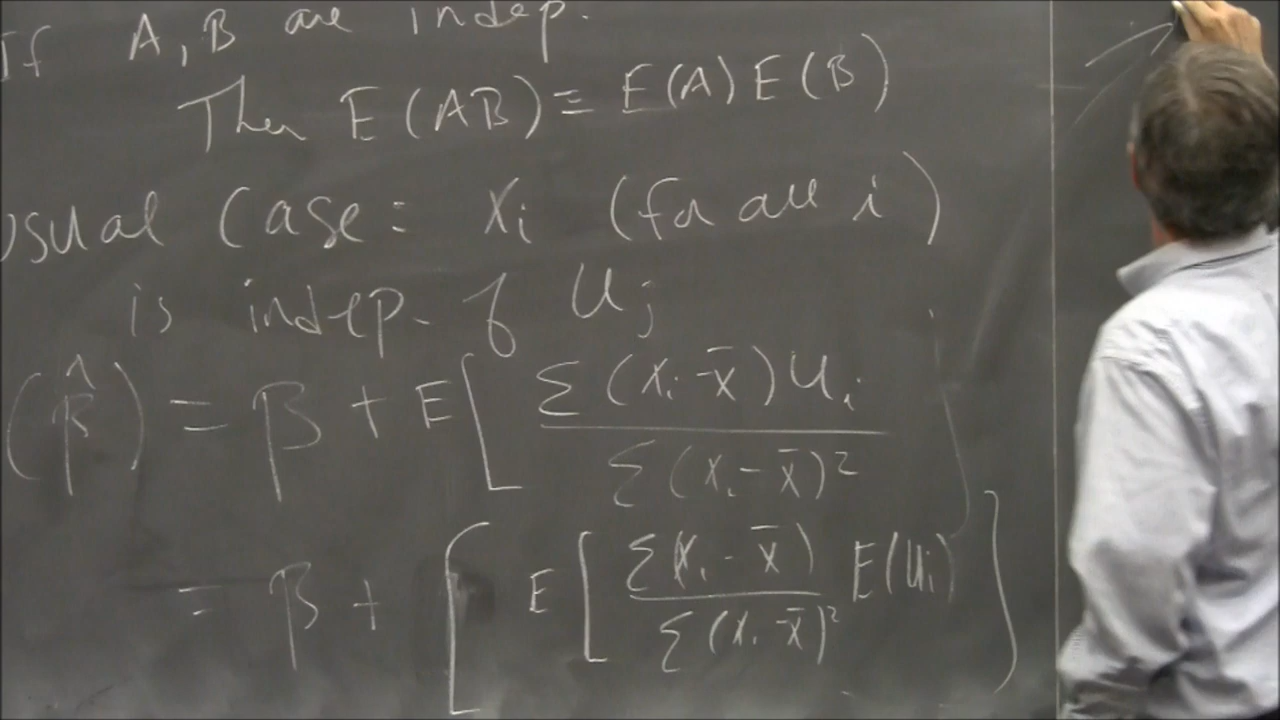 If A, B are indep.
Then E(AB) = E(A) E(B)
usual case: Xi (for all i)
is indep. of Uj
(β̂) = β + E[ Σ(Xi - X̄)Ui / Σ(Xi - X̄)² ]
= β + [ E[ Σ(Xi - X̄) / Σ(Xi - X̄)² E(Ui) ]